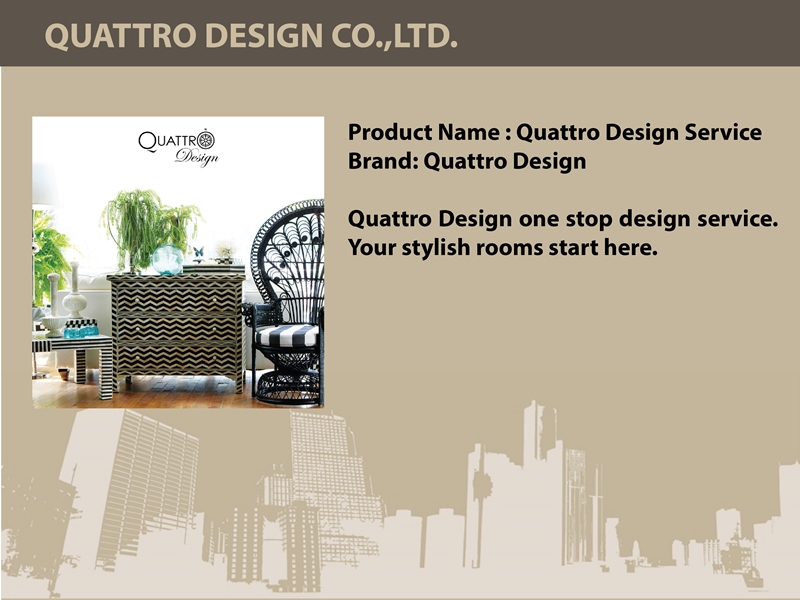 QUATTRO DESIGN CO.,LTD.
QUATTRO
Design
Product Name : Quattro Design Service
Brand: Quattro Design
Quattro Design one stop design service.
Your stylish rooms start here.